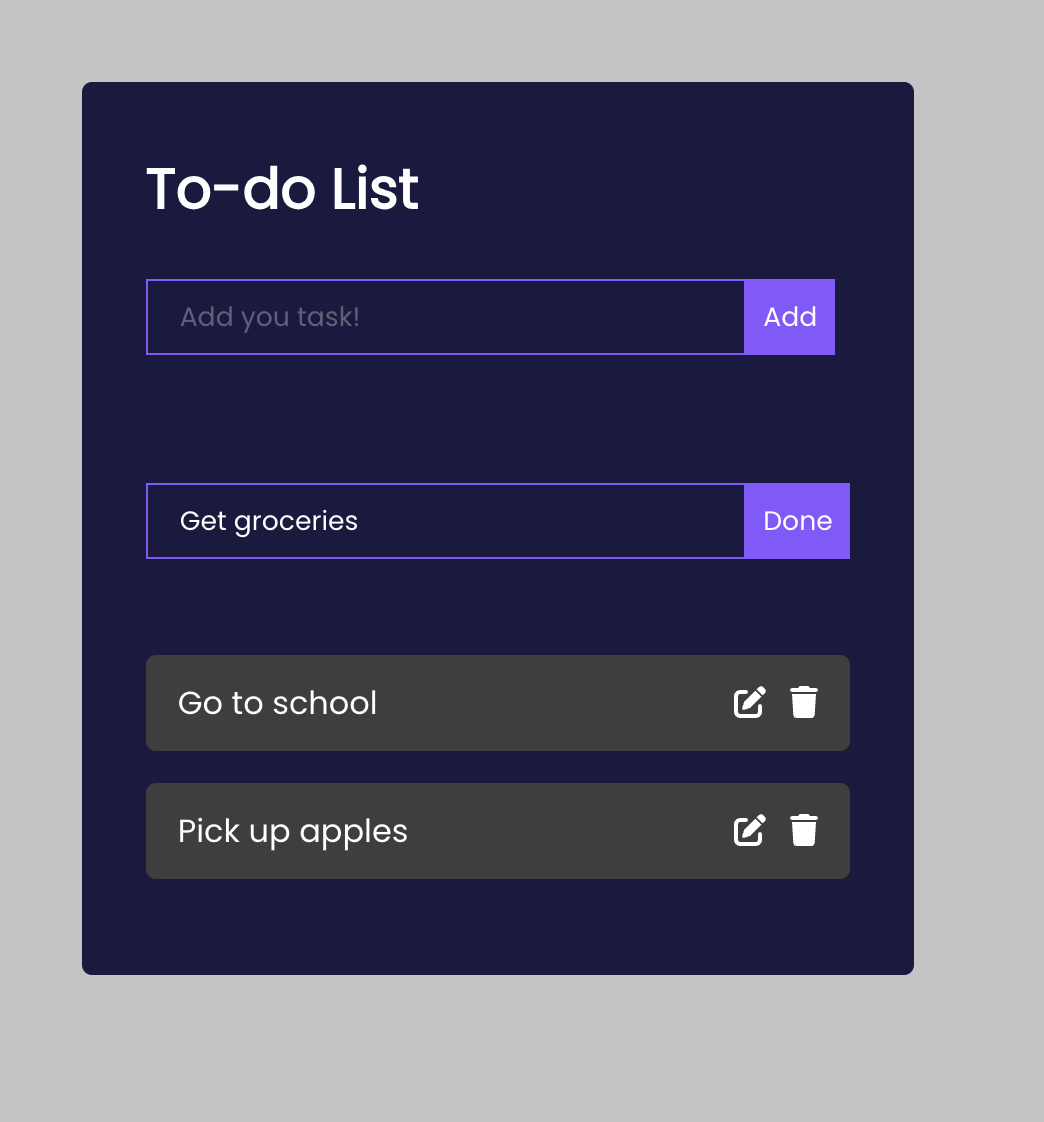 To-do List
Add you task!
Add
Get groceries
Done
Go to school
Pick up apples